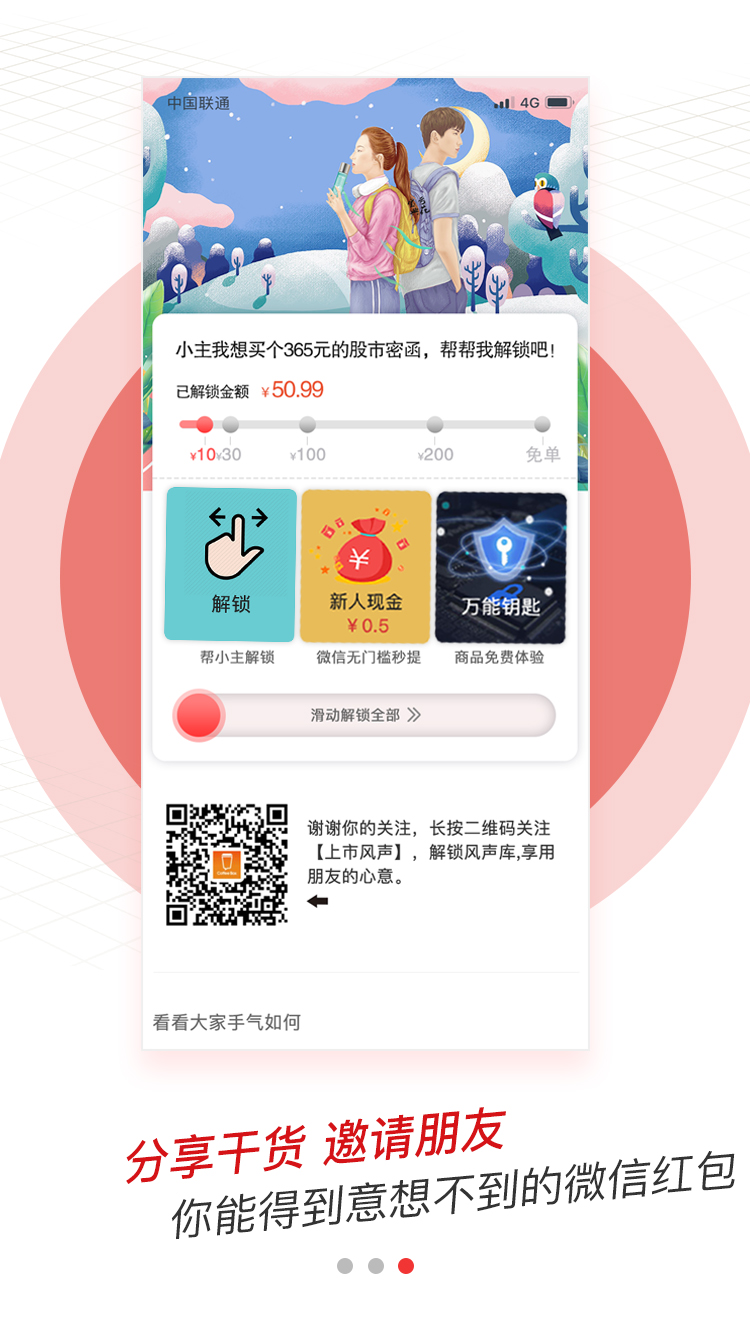 中国联通
4G
小主我想买个365元的股市密函，帮帮我解锁吧！
已解锁金额 ¥50.99
¥10 ¥30 ¥100 ¥200 免单
解锁
新人现金
¥0.5
万能钥匙
帮小主解锁 微信无门槛秒提 商品免费体验
滑动解锁全部
谢谢你的关注，长按二维码关注
【上市风声】，解锁风声库,享用
朋友的心意。
看看大家手气如何
分享干货 邀请朋友
你能得到意想不到的微信红包